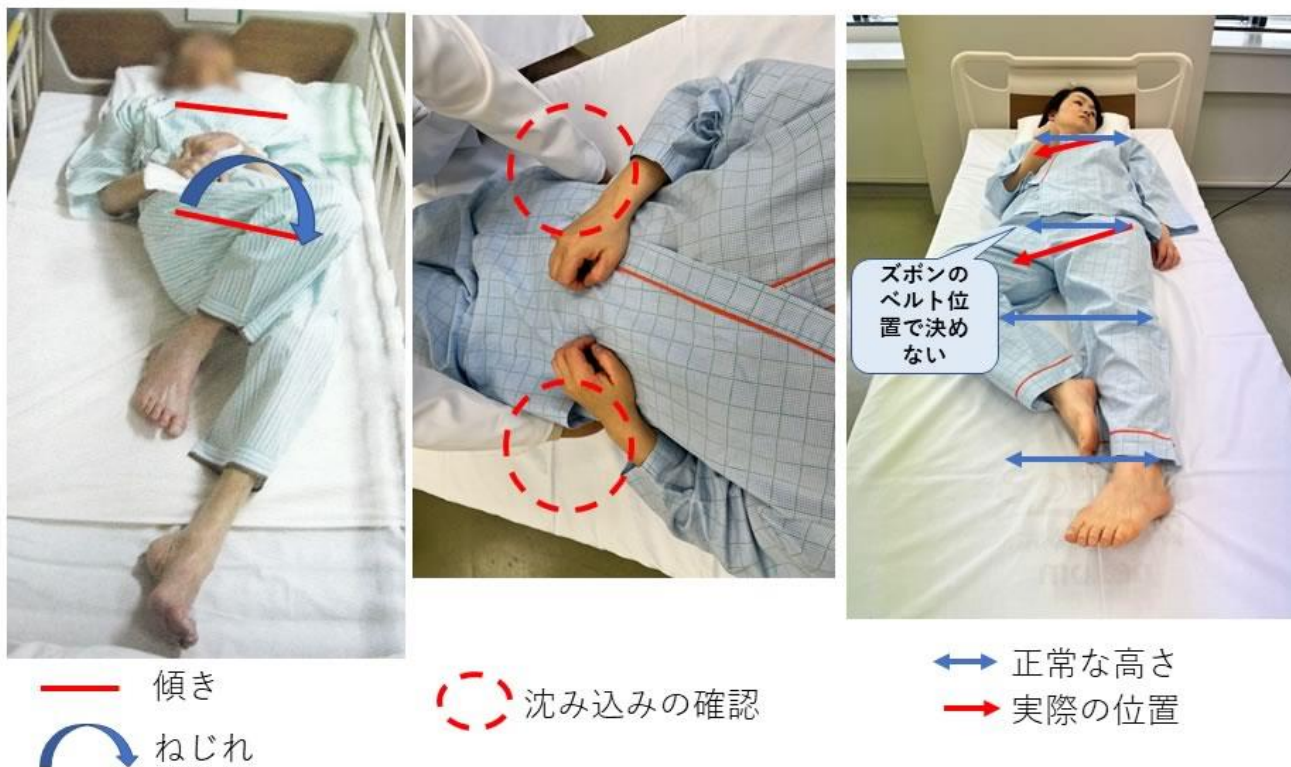 ズボンの
ベルト位
置で決め
ない
傾き
ねじれ
沈み込みの確認
正常な高さ
実際の位置